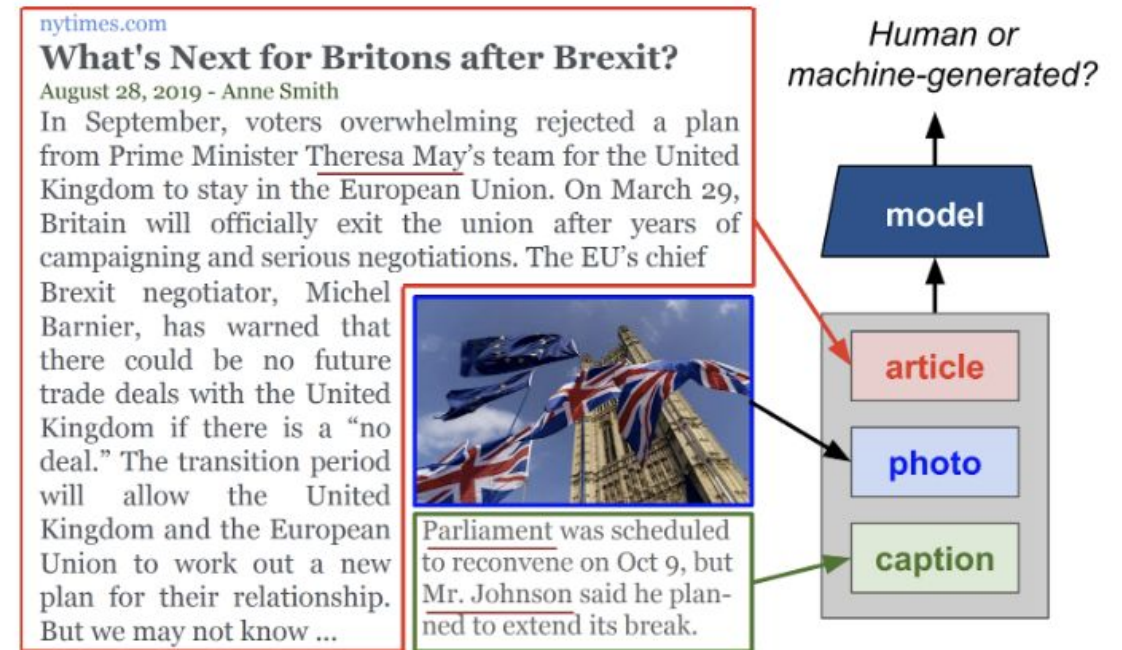 nytimes.com
What's Next for Britons after Brexit?
August 28, 2019 - Anne Smith
In September, voters overwhelming rejected a plan
from Prime Minister Theresa May's team for the United
Kingdom to stay in the European Union. On March 29,
Britain will officially exit the union after years of
campaigning and serious negotiations. The EU's chief
Brexit negotiator, Michel
Barnier, has warned that
there could be no future
trade deals with the United
Kingdom if there is a “no
deal.” The transition period
will allow the United
Kingdom and the European
Union to work out a new
plan for their relationship.
But we may not know ...
Parliament was scheduled
to reconvene on Oct 9, but
Mr. Johnson said he plan-
ned to extend its break.
Human or
machine-generated?
model
article
photo
caption